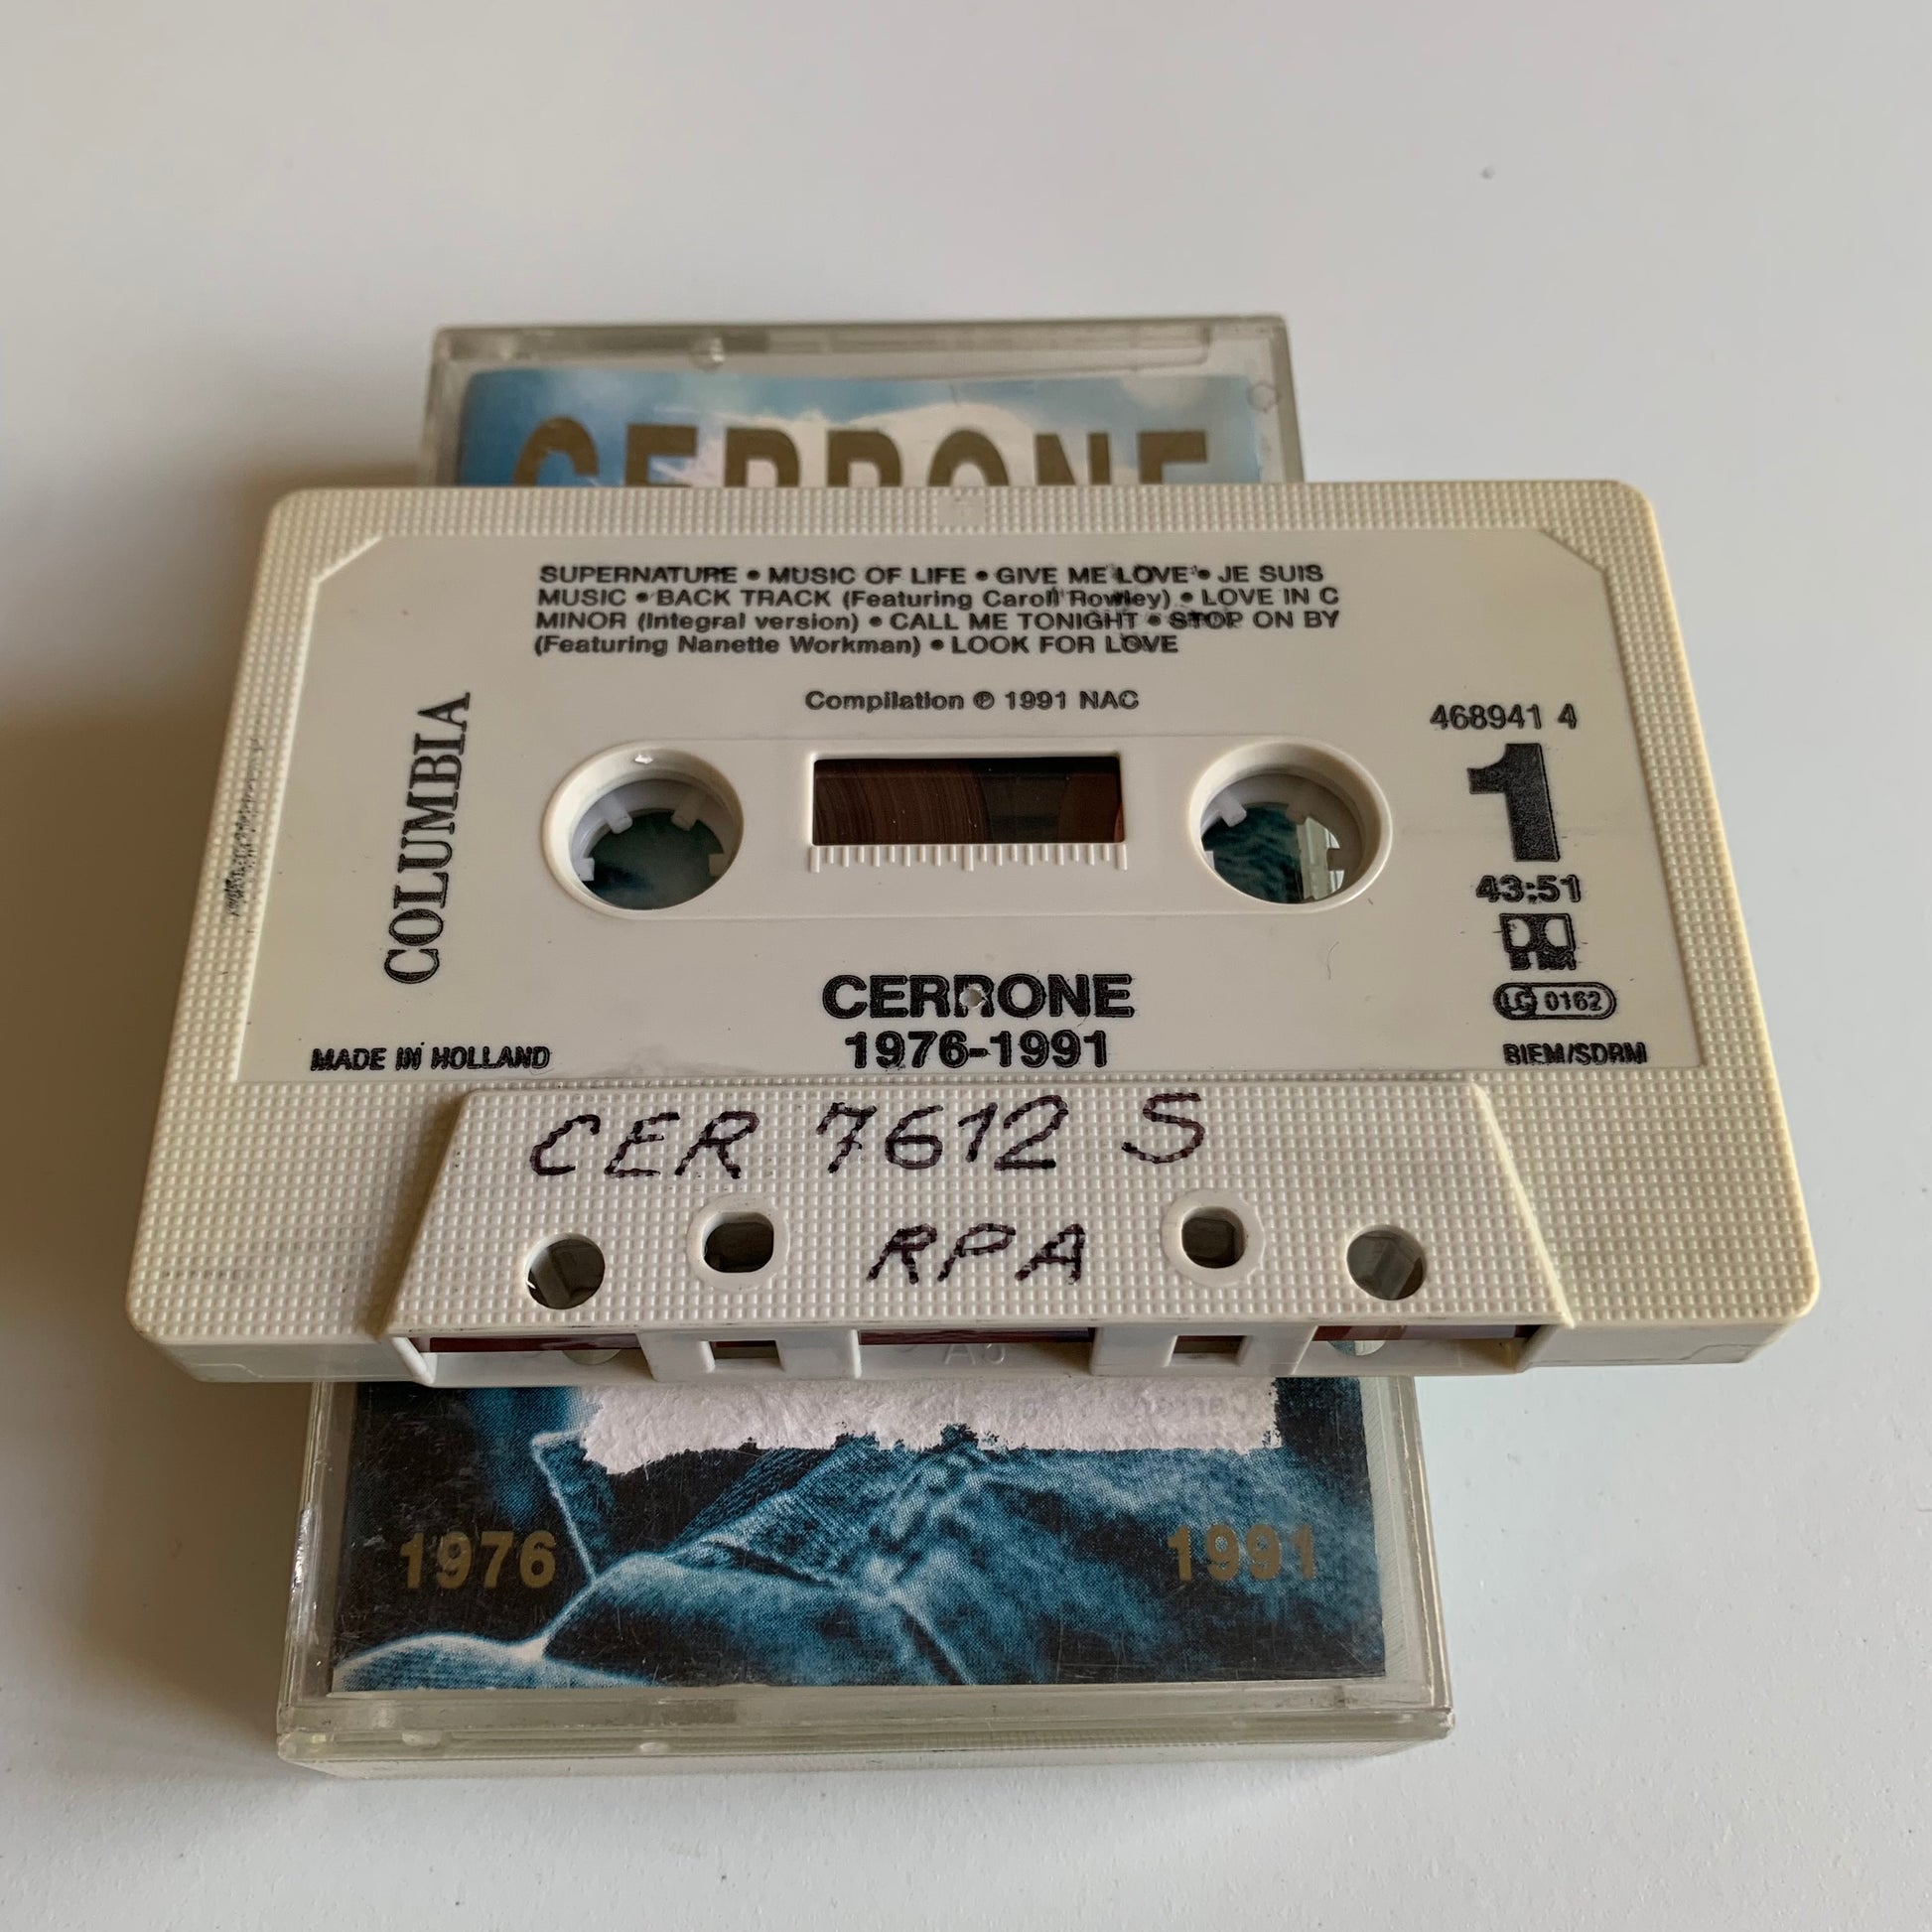 CERRONE
SUPERNATURE • MUSIC OF LIFE • GIVE ME LOVE • JE SUIS
MUSIC • BACK TRACK (Featuring Caroll Rowley) • LOVE IN C
MINOR (Integral version) • CALL ME TONIGHT • STOP ON BY
(Featuring Nanette Workman) • LOOK FOR LOVE
Compilation ℗ 1991 NAC
COLUMBIA
468941 4
1
43:51
LC 0162
CERRONE
1976-1991
MADE IN HOLLAND
BIEM/SDRM
CER 7612 S
RPA
1976
1991